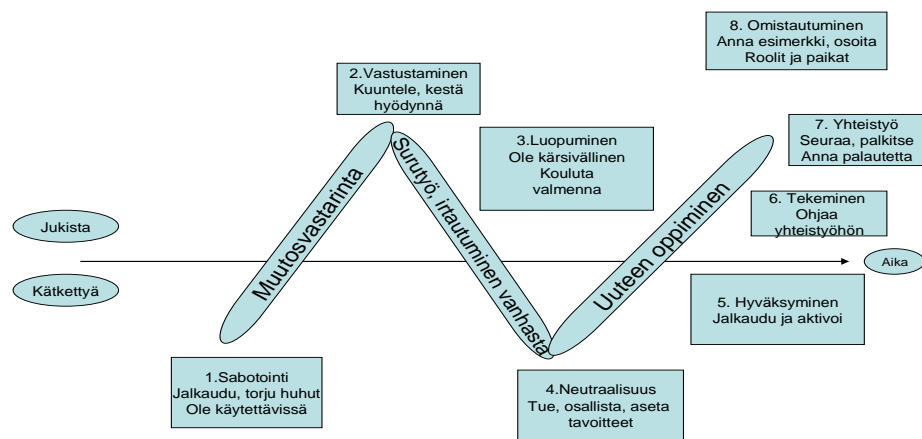 8. Omistautuminen
Anna esimerkki, osoita
Roolit ja paikat
2.Vastustaminen
Kuuntele, kestä
hyödynnä
3.Luopuminen
Ole kärsivällinen
Kouluta
valmenna
7. Yhteistyö
Seuraa, palkitse
Anna palautetta
6. Tekeminen
Ohjaa
yhteistyöhön
Jukista
Kätkettyä
Muutosvastarinta
Surutyö, irtautuminen vanhasta
Uuteen oppiminen
Aika
5. Hyväksyminen
Jalkaudu ja aktivoi
1.Sabotointi
Jalkaudu, torju huhut
Ole käytettävissä
4.Neutraalisuus
Tue, osallista, aseta
tavoitteet